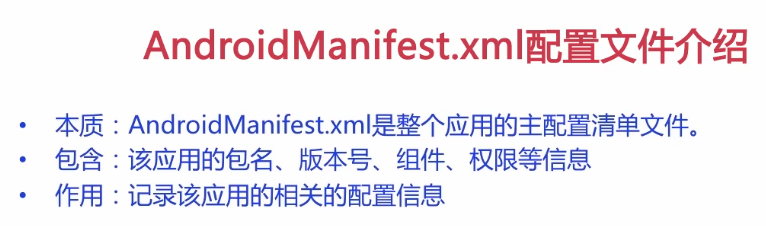 AndroidManifest.xml配置文件介绍
• 本质：AndroidManifest.xml是整个应用的主配置清单文件。
• 包含：该应用的包名、版本号、组件、权限等信息
• 作用：记录该应用的相关的配置信息